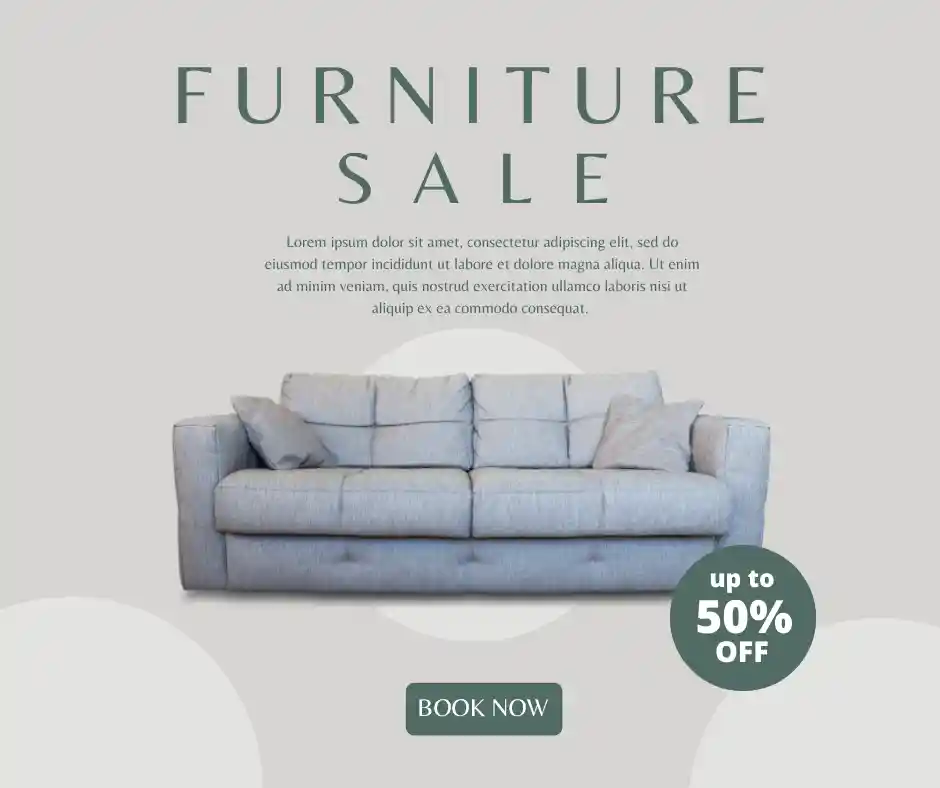 FURNITURE
SALE
Lorem ipsum dolor sit amet, consectetur adipiscing elit, sed do
eiusmod tempor incididunt ut labore et dolore magna aliqua. Ut enim
ad minim veniam, quis nostrud exercitation ullamco laboris nisi ut
aliquip ex ea commodo consequat.
up to
50%
OFF
BOOK NOW